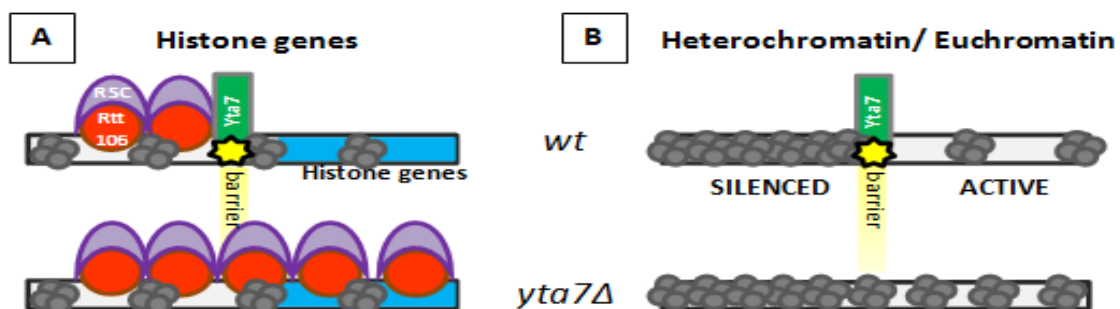 A
Histone genes
B
Heterochromatin/ Euchromatin
RSC
Rtt
106
Yta7
Histone genes
barrier
wt
Yta7
SILENCED
barrier
ACTIVE
yta7Δ